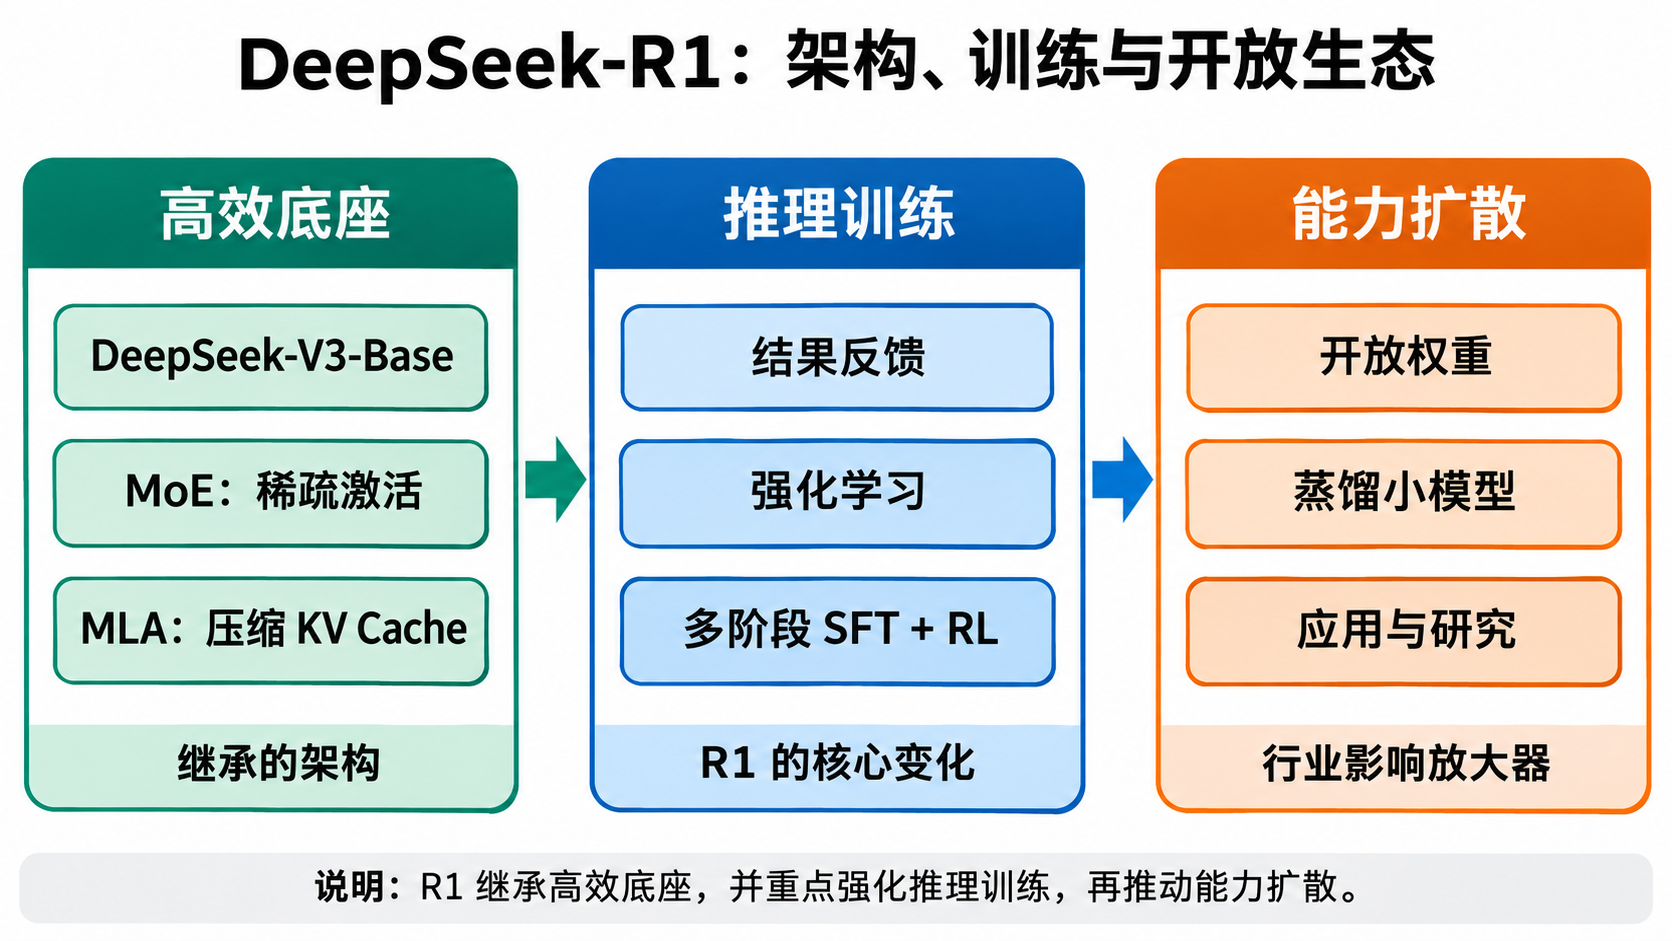 DeepSeek-R1：架构、训练与开放生态
高效底座
DeepSeek-V3-Base
MoE：稀疏激活
MLA：压缩 KV Cache
继承的架构
推理训练
结果反馈
强化学习
多阶段 SFT + RL
R1 的核心变化
能力扩散
开放权重
蒸馏小模型
应用与研究
行业影响放大器
说明：R1 继承高效底座，并重点强化推理训练，再推动能力扩散。